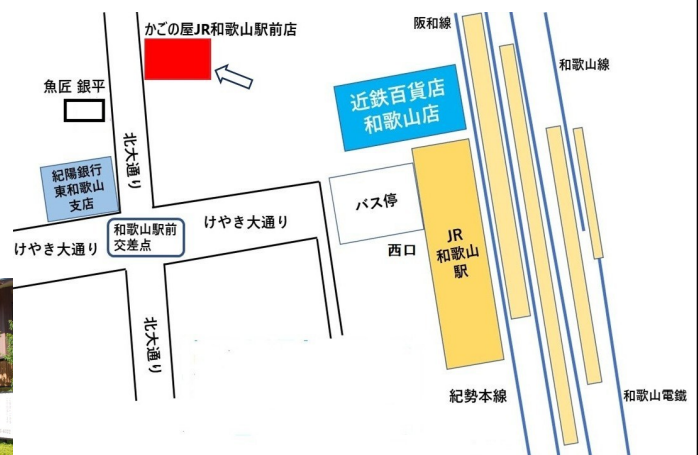 かごの屋JR和歌山駅前店
阪和線
和歌山線
魚匠 銀平
近鉄百貨店
和歌山店
北大通り
紀陽銀行
東和歌山
支店
バス停
けやき大通り
和歌山駅前
交差点
けやき大通り
西口
JR
和歌山
駅
北大通り
紀勢本線
和歌山電鐵